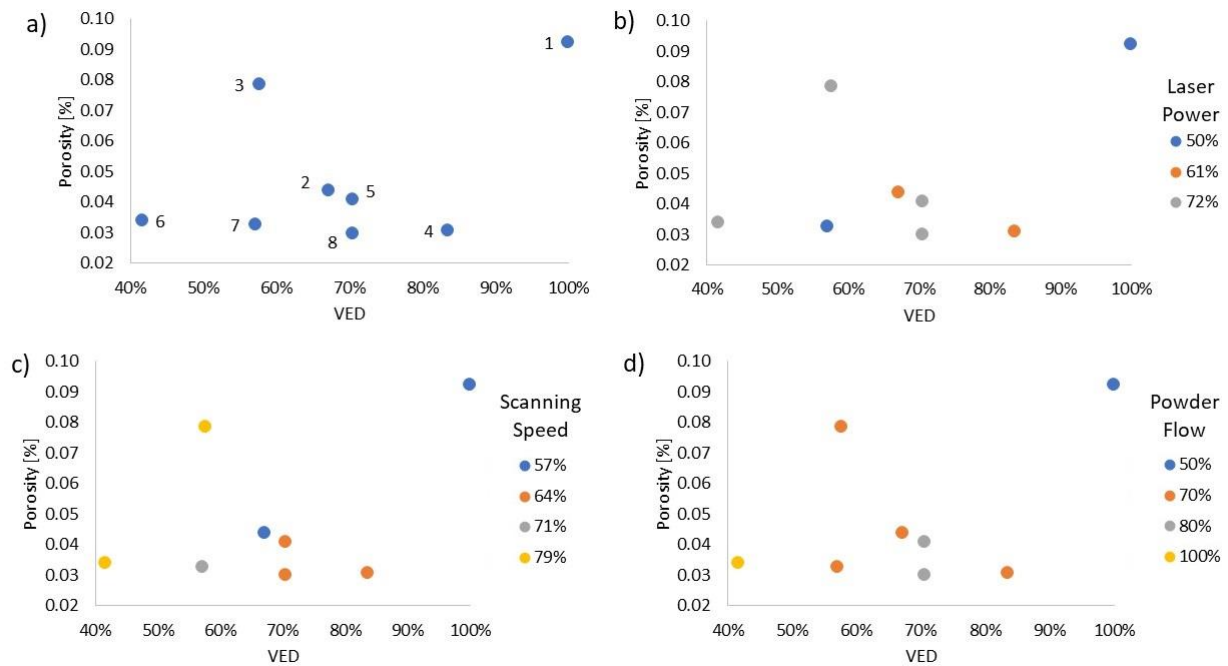 a)
0.10
0.09
0.08
0.07
0.06
0.05
0.04
0.03
0.02
Porosity [%]
1
3
2
5
6
7
8
4
40% 50% 60% 70% 80% 90% 100%
VED
b)
0.10
0.09
0.08
0.07
0.06
0.05
0.04
0.03
0.02
Porosity [%]
40% 50% 60% 70% 80% 90% 100%
VED
Laser
Power
50%
61%
72%
c)
0.10
0.09
0.08
0.07
0.06
0.05
0.04
0.03
0.02
Porosity [%]
40% 50% 60% 70% 80% 90% 100%
VED
Scanning
Speed
57%
64%
71%
79%
d)
0.10
0.09
0.08
0.07
0.06
0.05
0.04
0.03
0.02
Porosity [%]
40% 50% 60% 70% 80% 90% 100%
VED
Powder
Flow
50%
70%
80%
100%